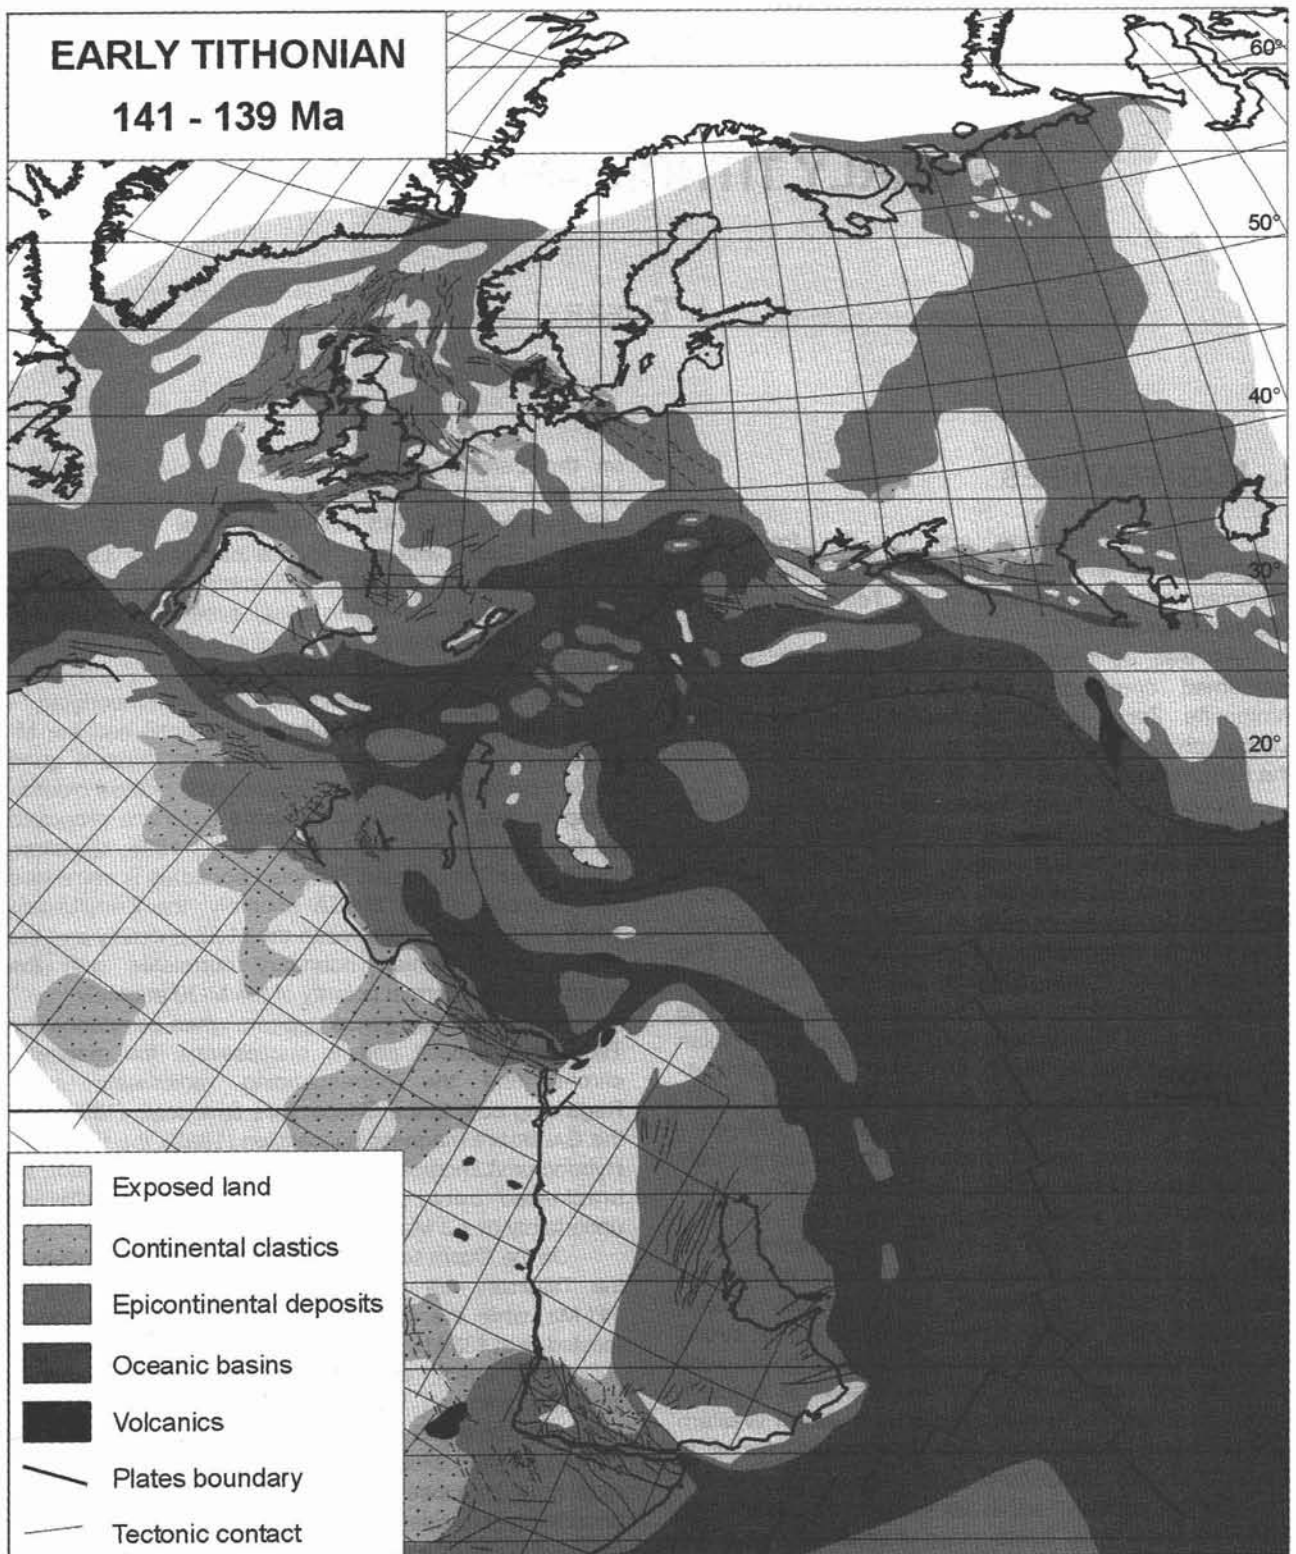 EARLY TITHONIAN
141 - 139 Ma
60°
50°
40°
30°
20°
Exposed land
Continental clastics
Epicontinental deposits
Oceanic basins
Volcanics
Plates boundary
Tectonic contact